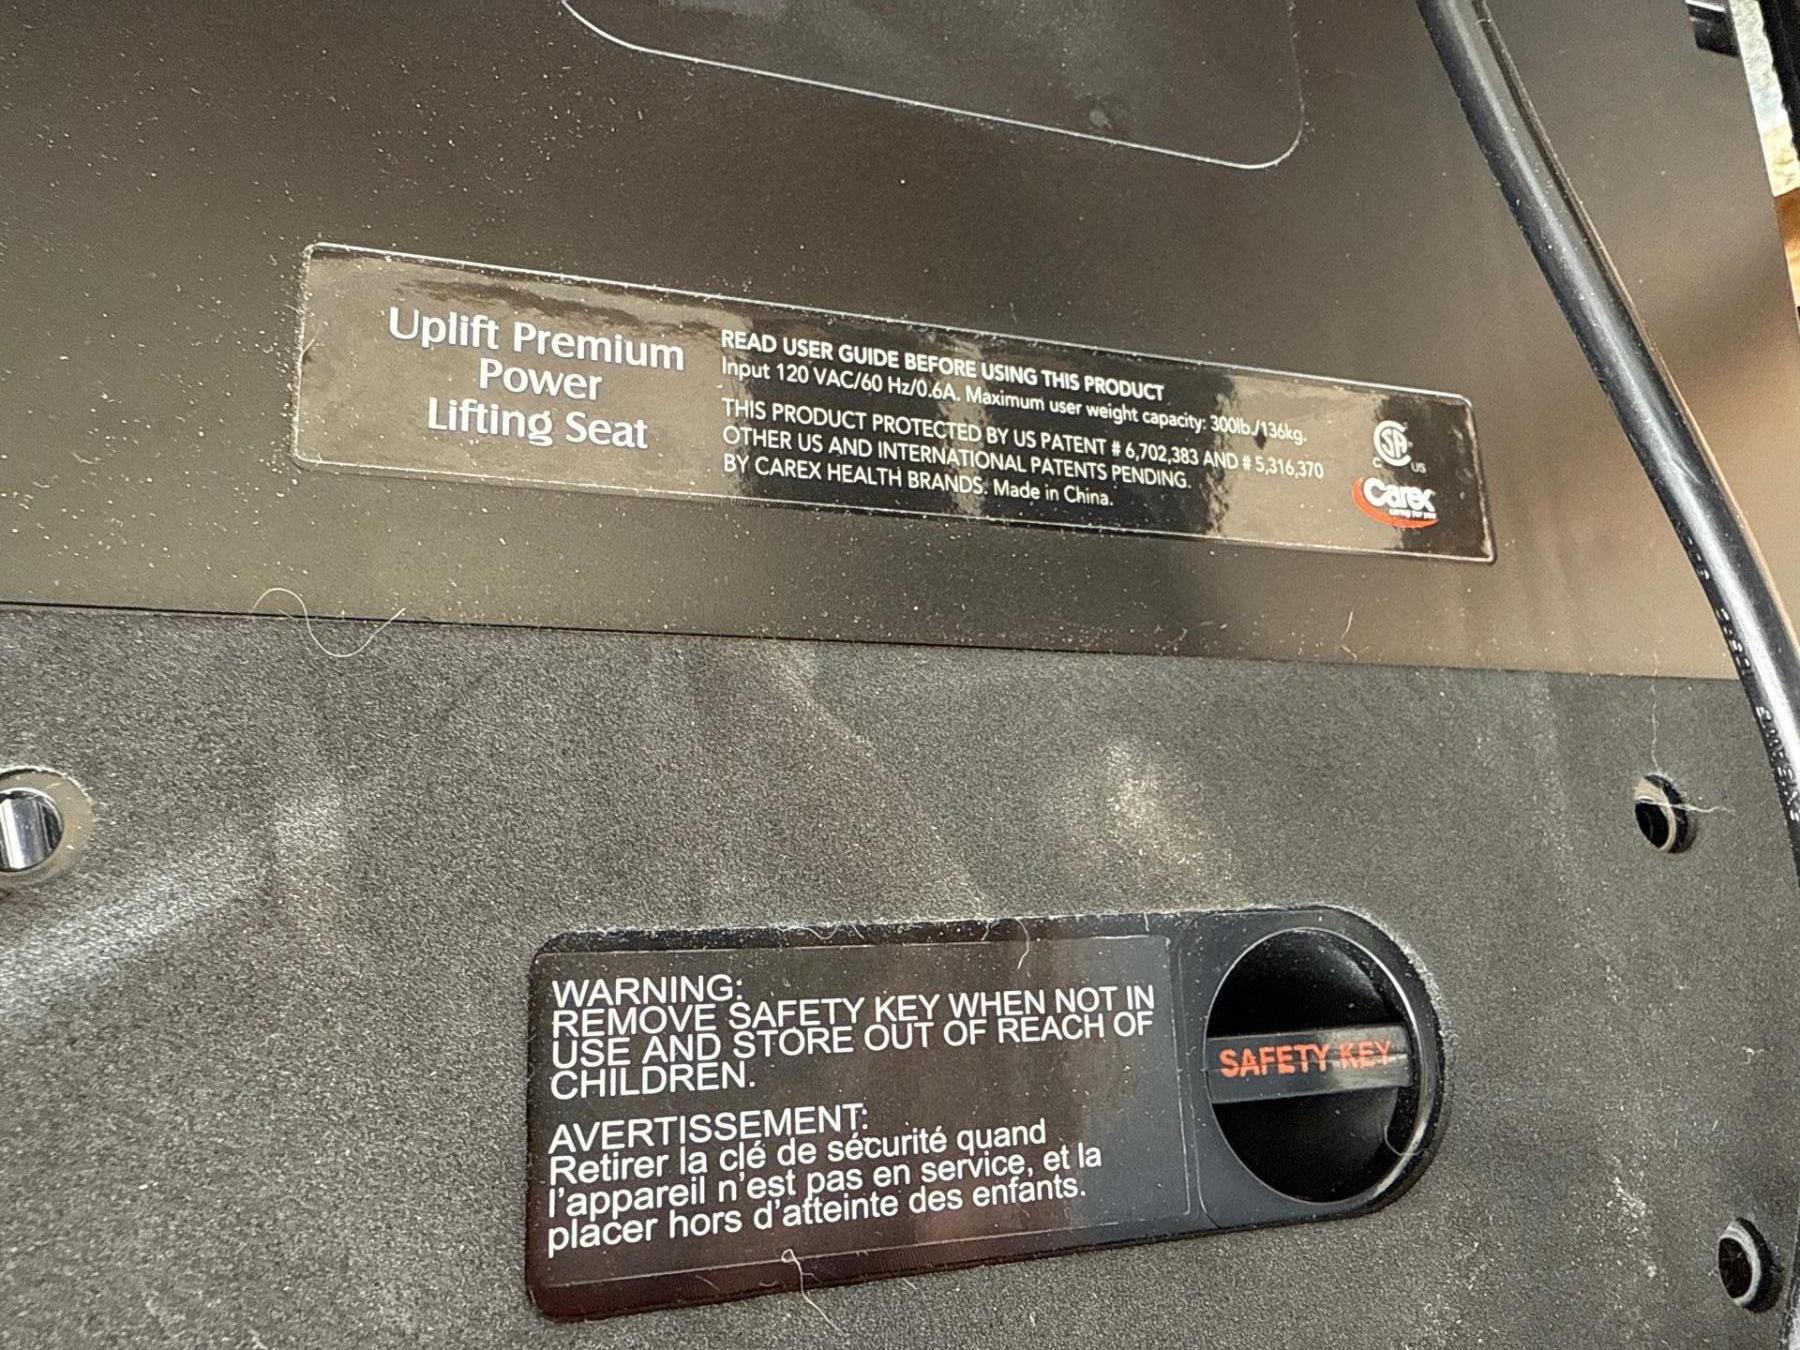 Uplift Premium
Power
Lifting Seat
READ USER GUIDE BEFORE USING THIS PRODUCT
Input 120 VAC/60 Hz/0.6A. Maximum user weight capacity: 300lb./136kg.
THIS PRODUCT PROTECTED BY US PATENT # 6,702,383 AND # 5,316,370
OTHER US AND INTERNATIONAL PATENTS PENDING.
BY CAREX HEALTH BRANDS. Made in China.
C US
Carex
caring for you
WARNING:
REMOVE SAFETY KEY WHEN NOT IN
USE AND STORE OUT OF REACH OF
CHILDREN.
AVERTISSEMENT:
Retirer la clé de sécurité quand
l'appareil n'est pas en service, et la
placer hors d'atteinte des enfants.
SAFETY KEY